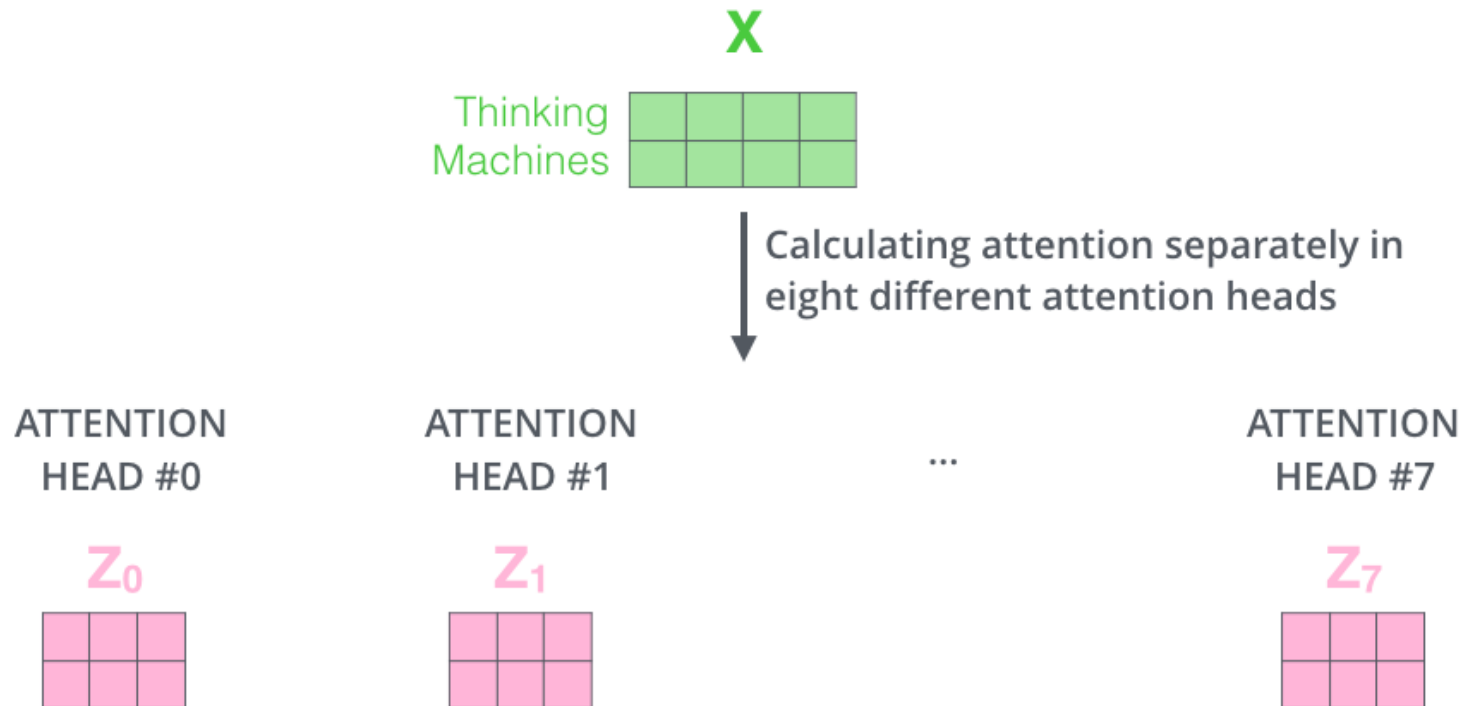 X
Thinking
Machines
Calculating attention separately in
eight different attention heads
ATTENTION
HEAD #0
ATTENTION
HEAD #1
...
ATTENTION
HEAD #7
Z0
Z1
Z7